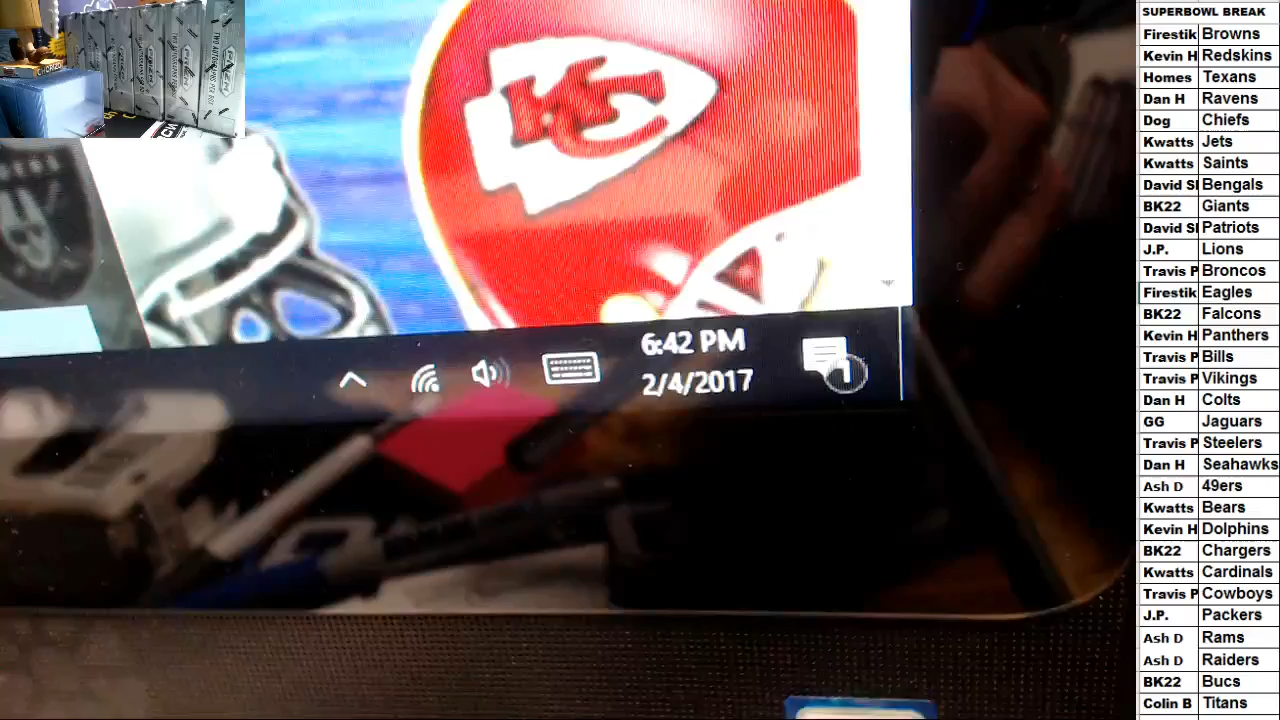 SUPERBOWL BREAK
Firestik Browns
Kevin H Redskins
Homes Texans
Dan H Ravens
Dog Chiefs
Kwatts Jets
Kwatts Saints
David S Bengals
BK22 Giants
David S Patriots
J.P. Lions
Travis P Broncos
Firestik Eagles
BK22 Falcons
Kevin H Panthers
Travis P Bills
Travis P Vikings
Dan H Colts
GG Jaguars
Travis P Steelers
Dan H Seahawks
Ash D 49ers
Kwatts Bears
Kevin H Dolphins
BK22 Chargers
Kwatts Cardinals
Travis P Cowboys
J.P. Packers
Ash D Rams
Ash D Raiders
BK22 Bucs
Colin B Titans
KC
6:42 PM
2/4/2017
1